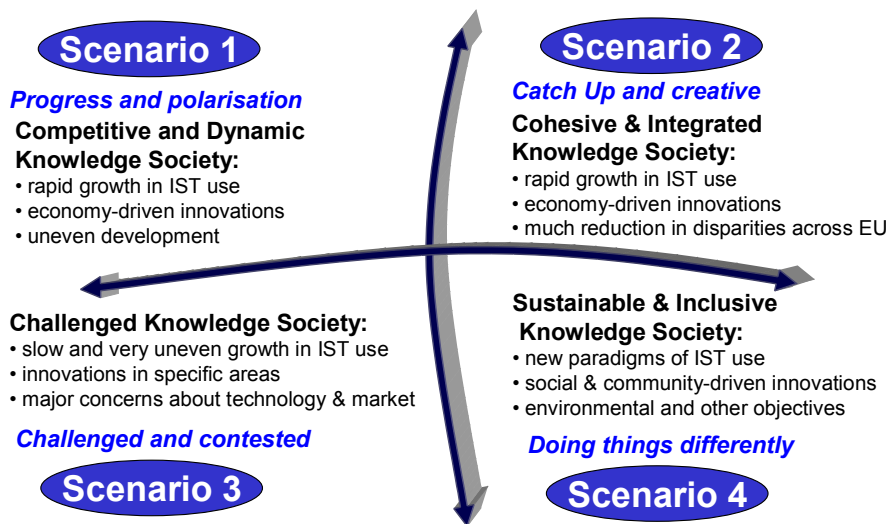 Scenario 1
Progress and polarisation
Competitive and Dynamic
Knowledge Society:
• rapid growth in IST use
• economy-driven innovations
• uneven development
Scenario 2
Catch Up and creative
Cohesive & Integrated
Knowledge Society:
• rapid growth in IST use
• economy-driven innovations
• much reduction in disparities across EU
Challenged Knowledge Society:
• slow and very uneven growth in IST use
• innovations in specific areas
• major concerns about technology & market
Challenged and contested
Scenario 3
Sustainable & Inclusive
Knowledge Society:
• new paradigms of IST use
• social & community-driven innovations
• environmental and other objectives
Doing things differently
Scenario 4